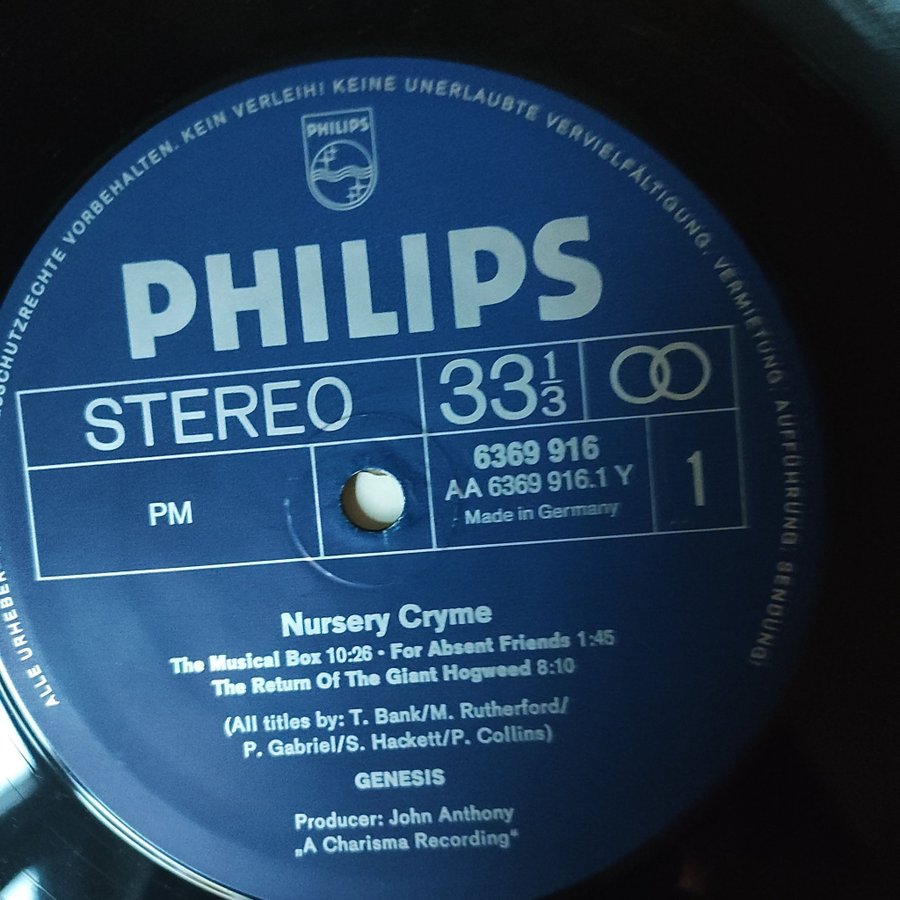 ALLE URHEBER- 
SCHUTZRECHTE VORBEHALTEN. KEIN VERLEIH! KEINE UNERLAUBTE VERVIELFÄLTIGUNG, VERMIETUNG, AUFFÜHRUNG, SENDUNG!
PHILIPS
PHILIPS
STEREO
33 1/3
PM
6369 916
AA 6369 916.1 Y
Made in Germany
1
Nursery Cryme
The Musical Box 10:26 • For Absent Friends 1:45
The Return Of The Giant Hogweed 8:10
(All titles by: T. Bank/M. Rutherford/
P. Gabriel/S. Hackett/P. Collins)
GENESIS
Producer: John Anthony
„A Charisma Recording“